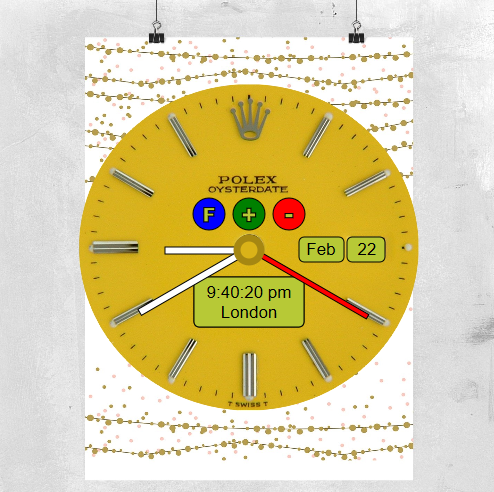 POLEX
OYSTERDATE
F + -
Feb 22
9:40:20 pm
London
T SWISS T